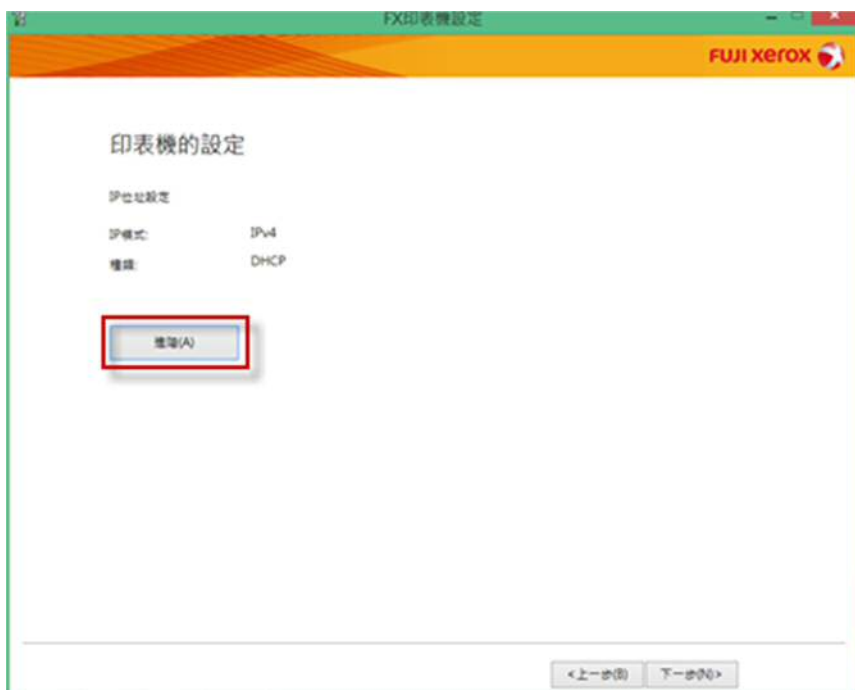 FX印表機設定
FUJI XEROX
印表機的設定
IP位址設定
IP模式: IPv4
種類: DHCP
進階(A)
<上一步(B) 下一步(N)>